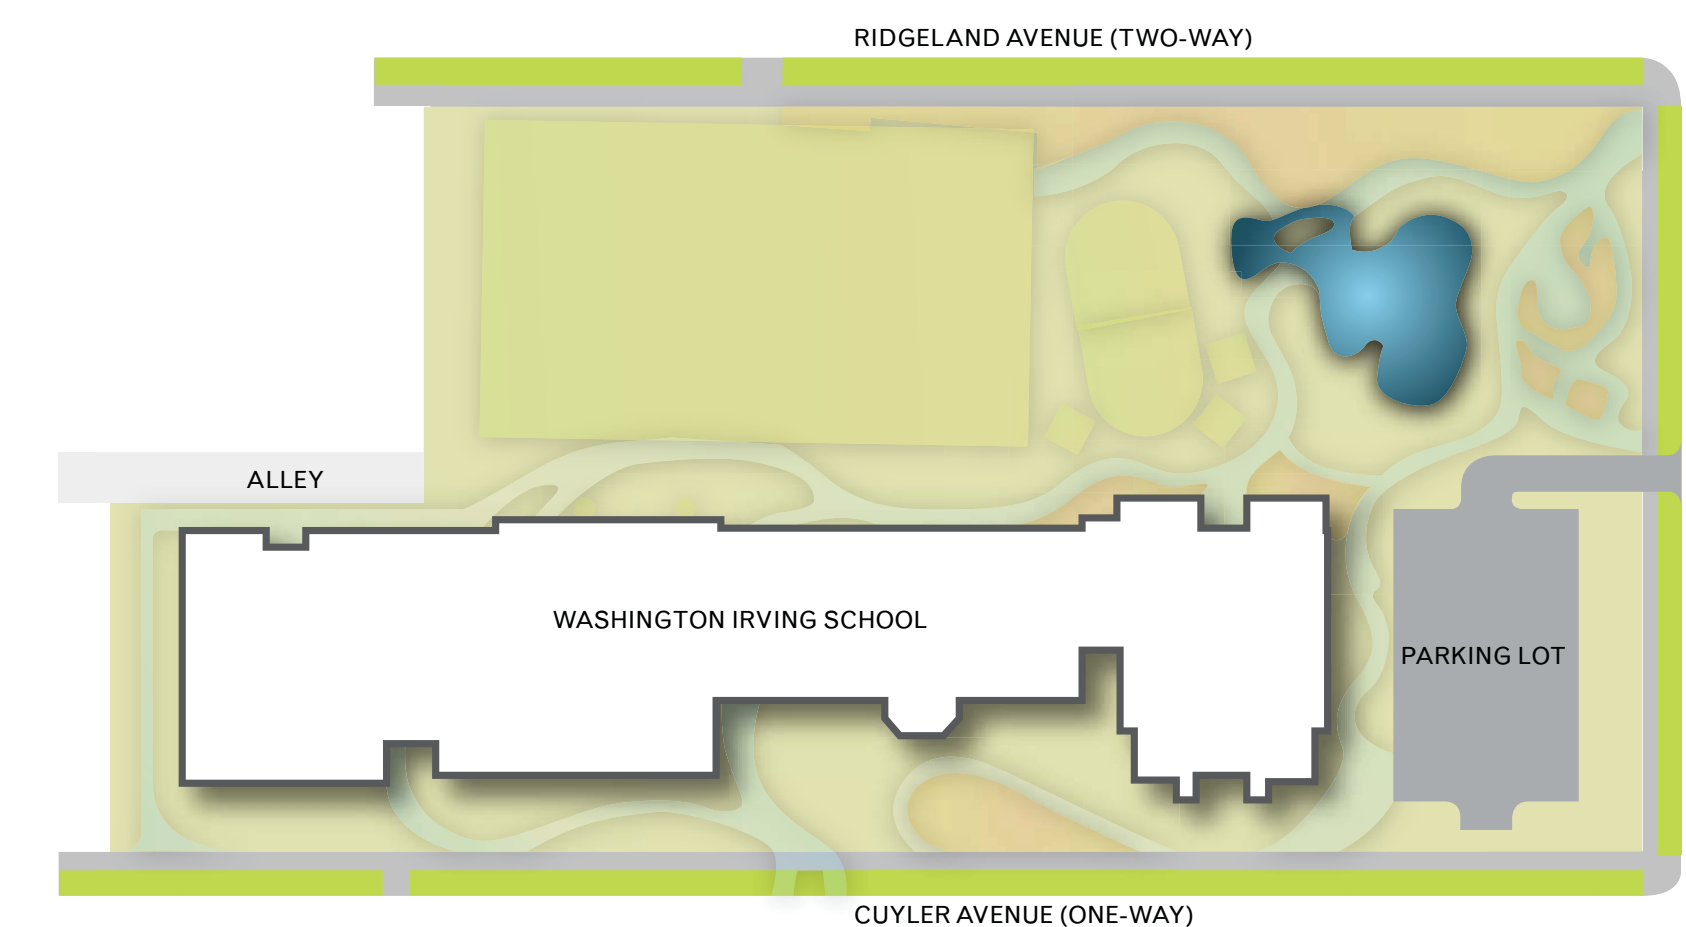 RIDGELAND AVENUE (TWO-WAY)
ALLEY
WASHINGTON IRVING SCHOOL
PARKING LOT
CUYLER AVENUE (ONE-WAY)